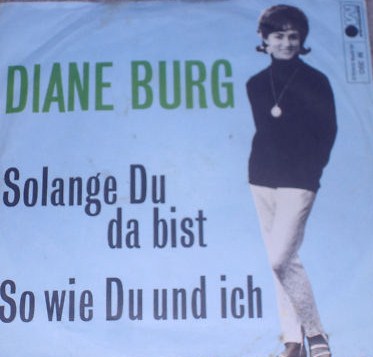 DIANE BURG
Solange Du
da bist
So wie Du und ich